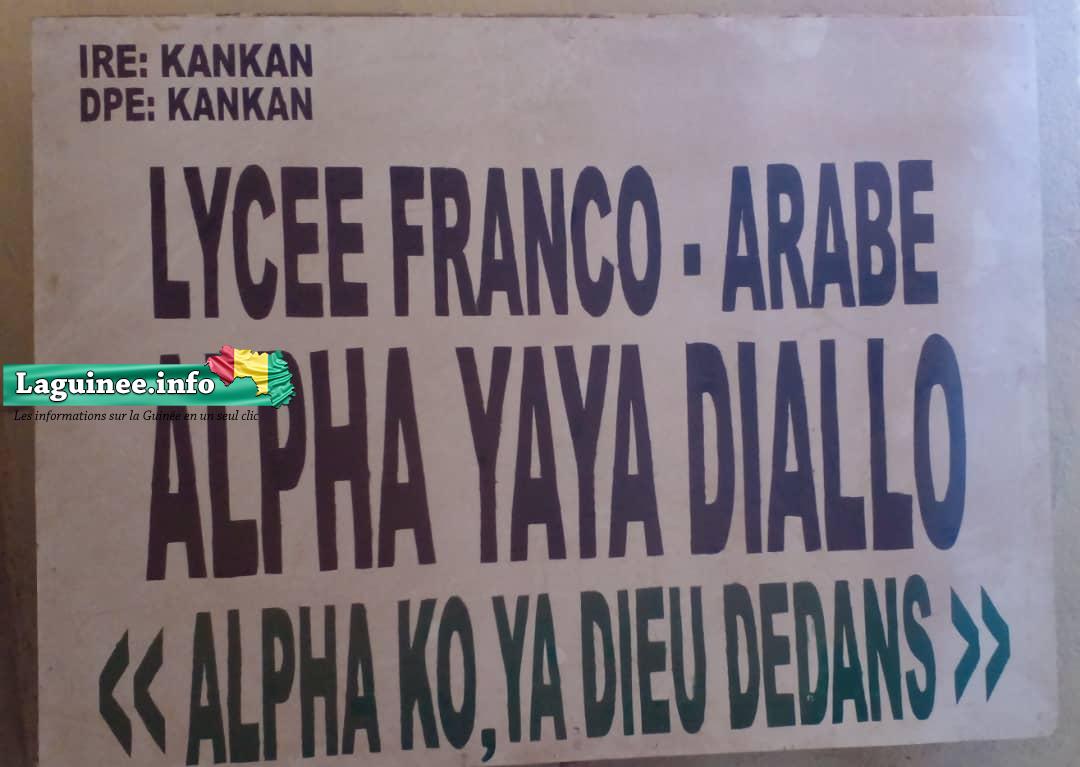 IRE: KANKAN
DPE: KANKAN
LYCEE FRANCO - ARABE
Laguinee.info
Les informations sur la Guinée en un seul clic
ALPHA YAYA DIALLO
<< ALPHA KO,YA DIEU DEDANS >>